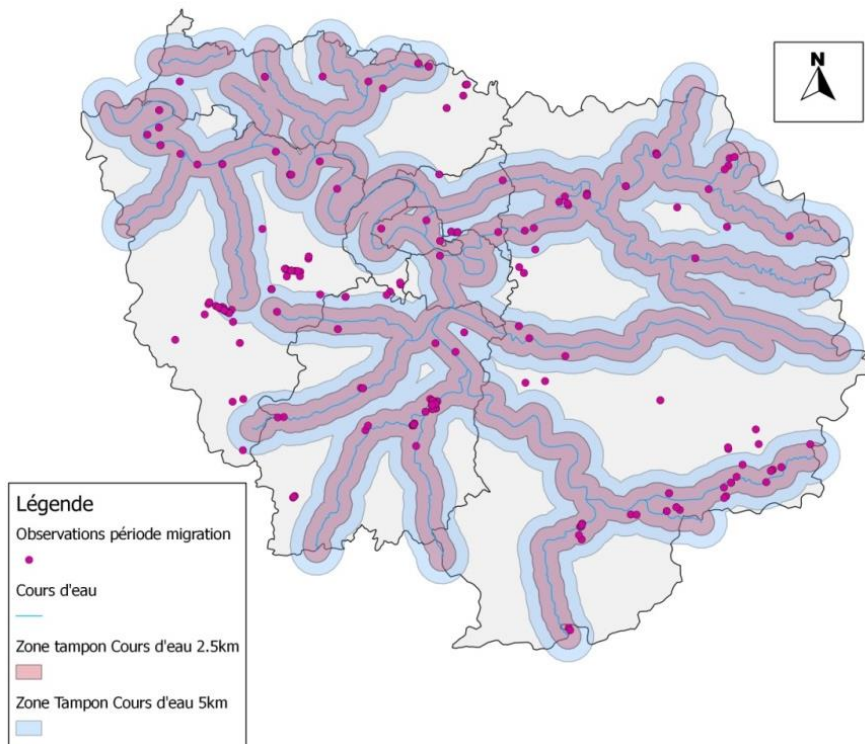 N
Légende
Observations période migration
Cours d'eau
Zone tampon Cours d'eau 2.5km
Zone Tampon Cours d'eau 5km